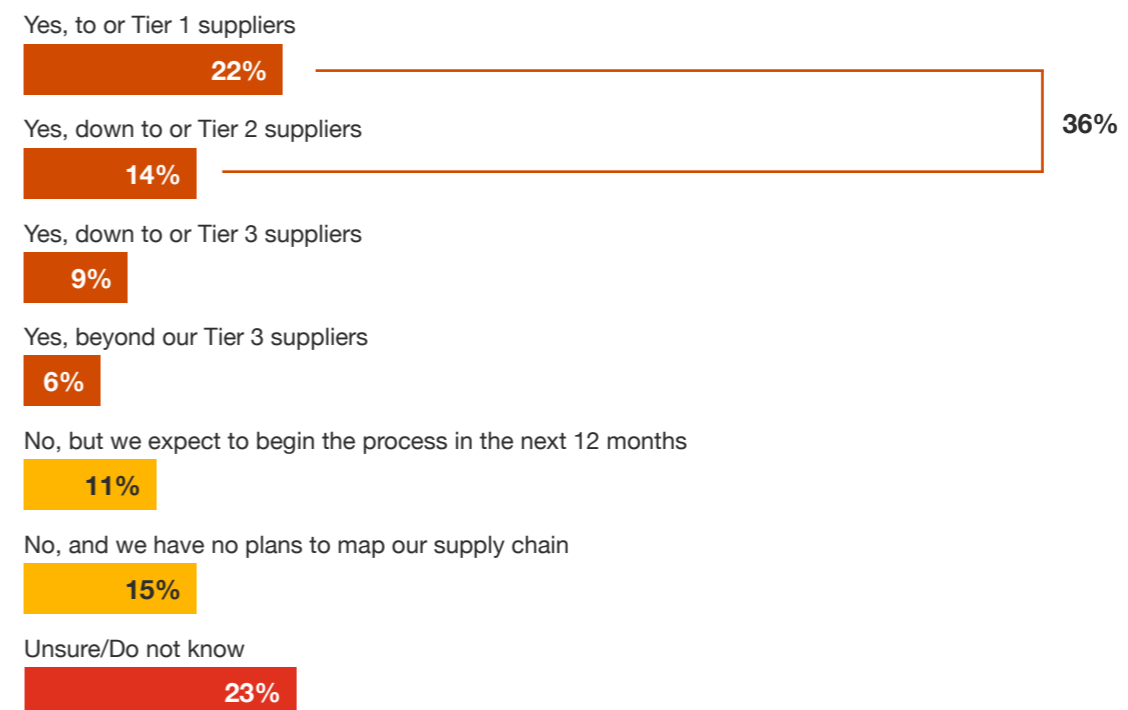 Yes, to or Tier 1 suppliers
22%
36%
Yes, down to or Tier 2 suppliers
14%
Yes, down to or Tier 3 suppliers
9%
Yes, beyond our Tier 3 suppliers
6%
No, but we expect to begin the process in the next 12 months
11%
No, and we have no plans to map our supply chain
15%
Unsure/Do not know
23%